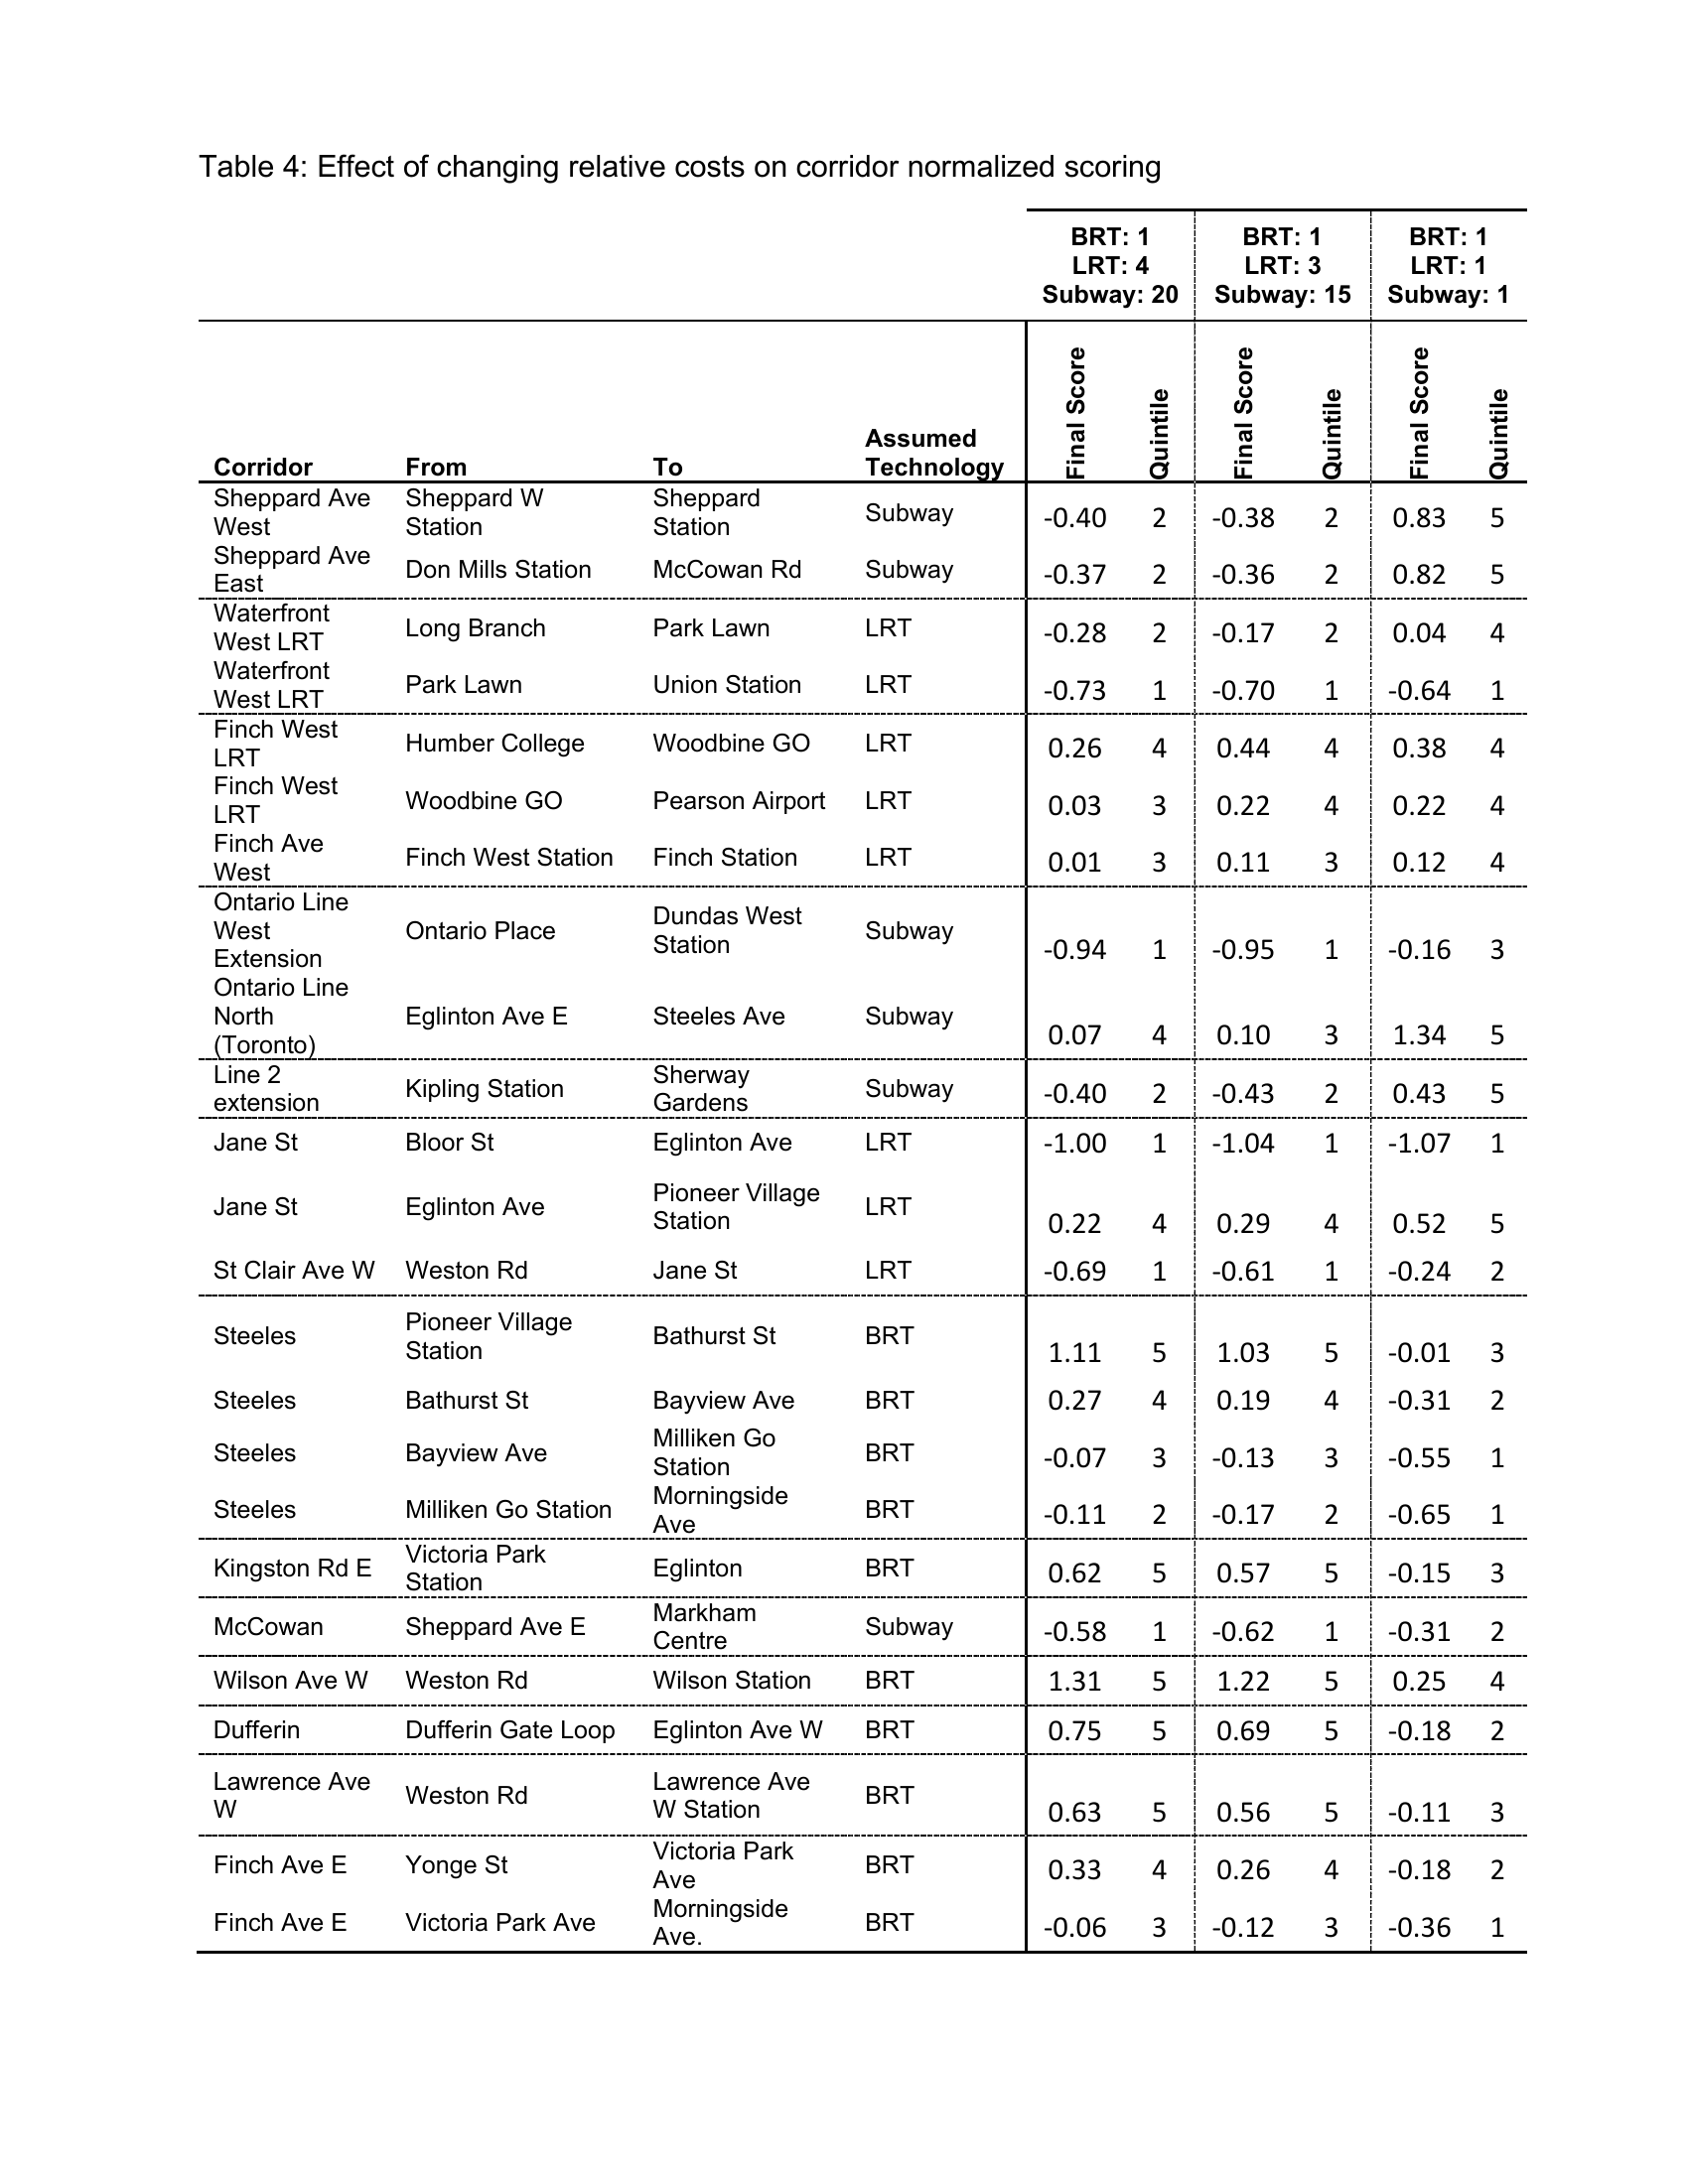 Table 4: Effect of changing relative costs on corridor normalized scoring
BRT: 1 BRT: 1 BRT: 1
LRT: 4 LRT: 3 LRT: 1
Subway: 20 Subway: 15 Subway: 1
Corridor From To Assumed Technology Final Score Quintile Final Score Quintile Final Score Quintile
Sheppard Ave West Sheppard W Station Sheppard Station Subway -0.40 2 -0.38 2 0.83 5
Sheppard Ave East Don Mills Station McCowan Rd Subway -0.37 2 -0.36 2 0.82 5
Waterfront West LRT Long Branch Park Lawn LRT -0.28 2 -0.17 2 0.04 4
Waterfront West LRT Park Lawn Union Station LRT -0.73 1 -0.70 1 -0.64 1
Finch West LRT Humber College Woodbine GO LRT 0.26 4 0.44 4 0.38 4
Finch West LRT Woodbine GO Pearson Airport LRT 0.03 3 0.22 4 0.22 4
Finch Ave West Finch West Station Finch Station LRT 0.01 3 0.11 3 0.12 4
Ontario Line West Extension Ontario Place Dundas West Station Subway -0.94 1 -0.95 1 -0.16 3
Ontario Line North (Toronto) Eglinton Ave E Steeles Ave Subway 0.07 4 0.10 3 1.34 5
Line 2 extension Kipling Station Sherway Gardens Subway -0.40 2 -0.43 2 0.43 5
Jane St Bloor St Eglinton Ave LRT -1.00 1 -1.04 1 -1.07 1
Jane St Eglinton Ave Pioneer Village Station LRT 0.22 4 0.29 4 0.52 5
St Clair Ave W Weston Rd Jane St LRT -0.69 1 -0.61 1 -0.24 2
Steeles Pioneer Village Station Bathurst St BRT 1.11 5 1.03 5 -0.01 3
Steeles Bathurst St Bayview Ave BRT 0.27 4 0.19 4 -0.31 2
Steeles Bayview Ave Milliken Go Station BRT -0.07 3 -0.13 3 -0.55 1
Steeles Milliken Go Station Morningside Ave BRT -0.11 2 -0.17 2 -0.65 1
Kingston Rd E Victoria Park Station Eglinton BRT 0.62 5 0.57 5 -0.15 3
McCowan Sheppard Ave E Markham Centre Subway -0.58 1 -0.62 1 -0.31 2
Wilson Ave W Weston Rd Wilson Station BRT 1.31 5 1.22 5 0.25 4
Dufferin Dufferin Gate Loop Eglinton Ave W BRT 0.75 5 0.69 5 -0.18 2
Lawrence Ave W Weston Rd Lawrence Ave W Station BRT 0.63 5 0.56 5 -0.11 3
Finch Ave E Yonge St Victoria Park Ave BRT 0.33 4 0.26 4 -0.18 2
Finch Ave E Victoria Park Ave Morningside Ave. BRT -0.06 3 -0.12 3 -0.36 1